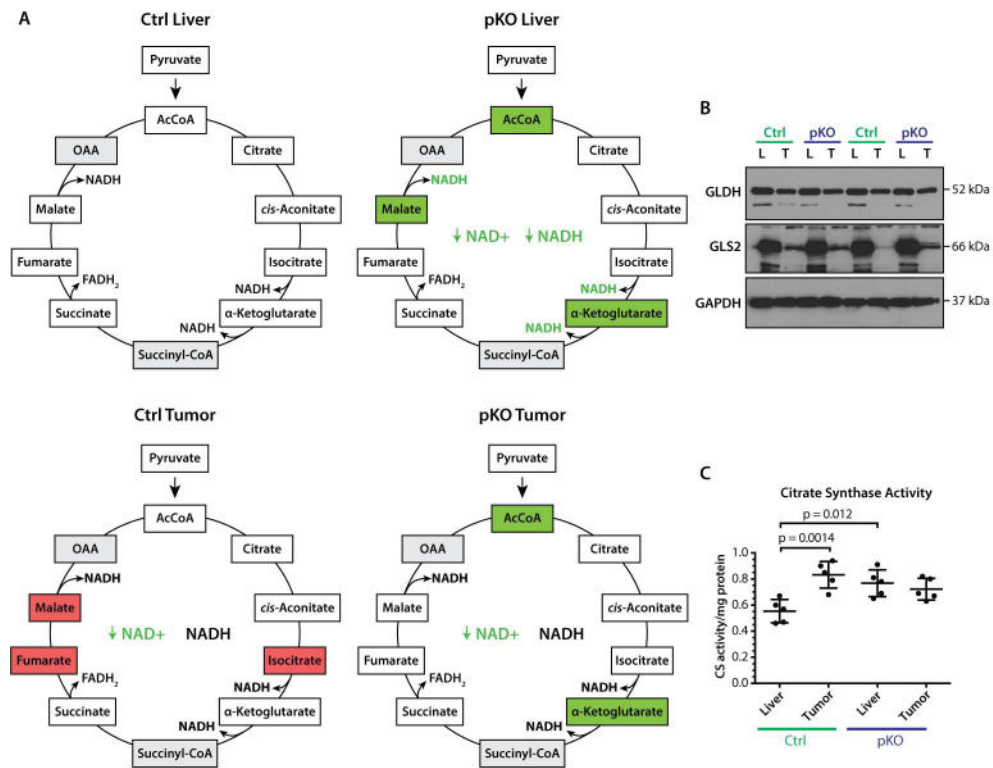 A
Ctrl Liver
Pyruvate
AcCoA
OAA
Citrate
NADH
Malate
cis-Aconitate
Fumarate
Isocitrate
FADH2
NADH
Succinate
α-Ketoglutarate
NADH
Succinyl-CoA
pKO Liver
Pyruvate
AcCoA
OAA
Citrate
NADH
Malate
cis-Aconitate
↓ NAD+ ↓ NADH
Fumarate
Isocitrate
FADH2
NADH
Succinate
α-Ketoglutarate
NADH
Succinyl-CoA
Ctrl Tumor
Pyruvate
AcCoA
OAA
Citrate
NADH
Malate
cis-Aconitate
↓ NAD+ NADH
Fumarate
Isocitrate
FADH2
NADH
Succinate
α-Ketoglutarate
NADH
Succinyl-CoA
pKO Tumor
Pyruvate
AcCoA
OAA
Citrate
NADH
Malate
cis-Aconitate
↓ NAD+ NADH
Fumarate
Isocitrate
FADH2
NADH
Succinate
α-Ketoglutarate
NADH
Succinyl-CoA
B
Ctrl pKO Ctrl pKO
L T L T L T L T
GLDH 52 kDa
GLS2 66 kDa
GAPDH 37 kDa
C
Citrate Synthase Activity
p = 0.012
p = 0.0014
CS activity/mg protein
1.0
0.8
0.6
0.4
0.2
0.0
Liver Tumor Liver Tumor
Ctrl pKO